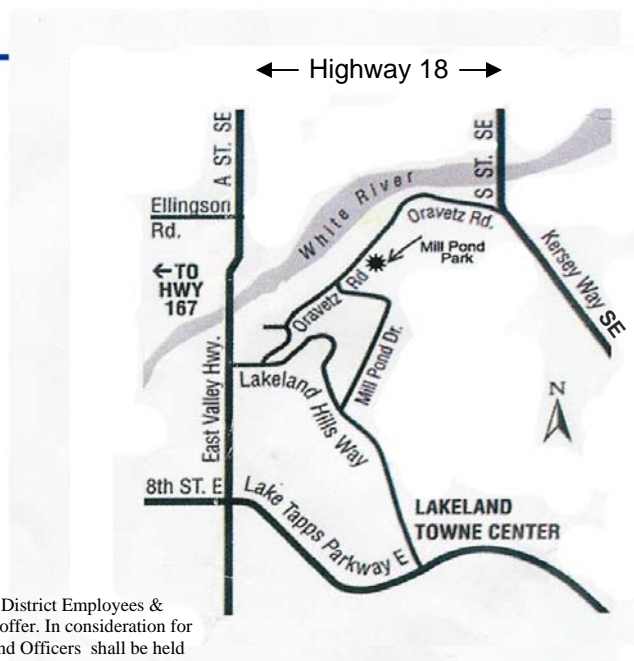 Highway 18
A ST. SE
S ST. SE
Ellingson
Rd.
White River
Oravetz Rd.
Mill Pond
Park
←TO
HWY
167
Oravetz Rd
Kersey Way SE
Mill Pond Dr.
East Valley Hwy.
Lakeland Hills Way
N
8th ST. E
Lake Tapps Parkway E
LAKELAND
TOWNE CENTER
District Employees &
offer. In consideration for
nd Officers shall be held